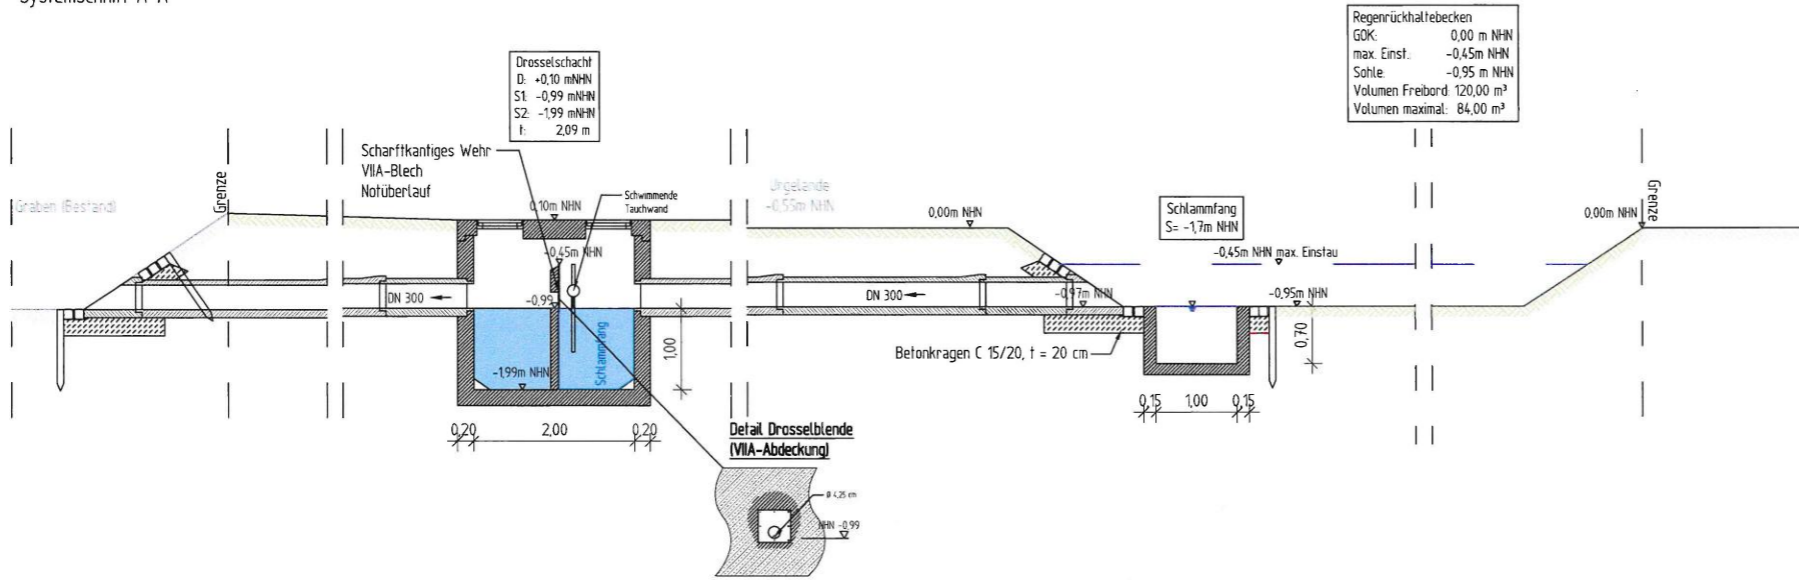 Systemschnitt A-A
Regenrückhaltebecken
GOK: 0,00 m NHN
max. Einst.: -0,45m NHN
Sohle: -0,95 m NHN
Volumen Freibord: 120,00 m³
Volumen maximal: 84,00 m³
Drosselschacht
D: +0,10 mNHN
S1: -0,99 mNHN
S2: -1,99 mNHN
t: 2,09 m
Scharftkantiges Wehr
VIIA-Blech
Notüberlauf
Schwimmende
Tauchwand
Graben (Bestand)
Grenze
0,10m NHN
Urgelände
-0,55m NHN
0,00m NHN
Schlammfang
S= -1,7m NHN
0,00m NHN
Grenze
-0,45m NHN
-0,45m NHN max. Einstau
DN 300
-0,99
DN 300
-0,97m NHN
-0,95m NHN
Schlammfang
1,00
-1,99m NHN
Betonkragen C 15/20, t = 20 cm
0,70
0,20
2,00
0,20
0,15
1,00
0,15
Detail Drosselblende
(VIIA-Abdeckung)
Ø 4,25 cm
NHN -0,99